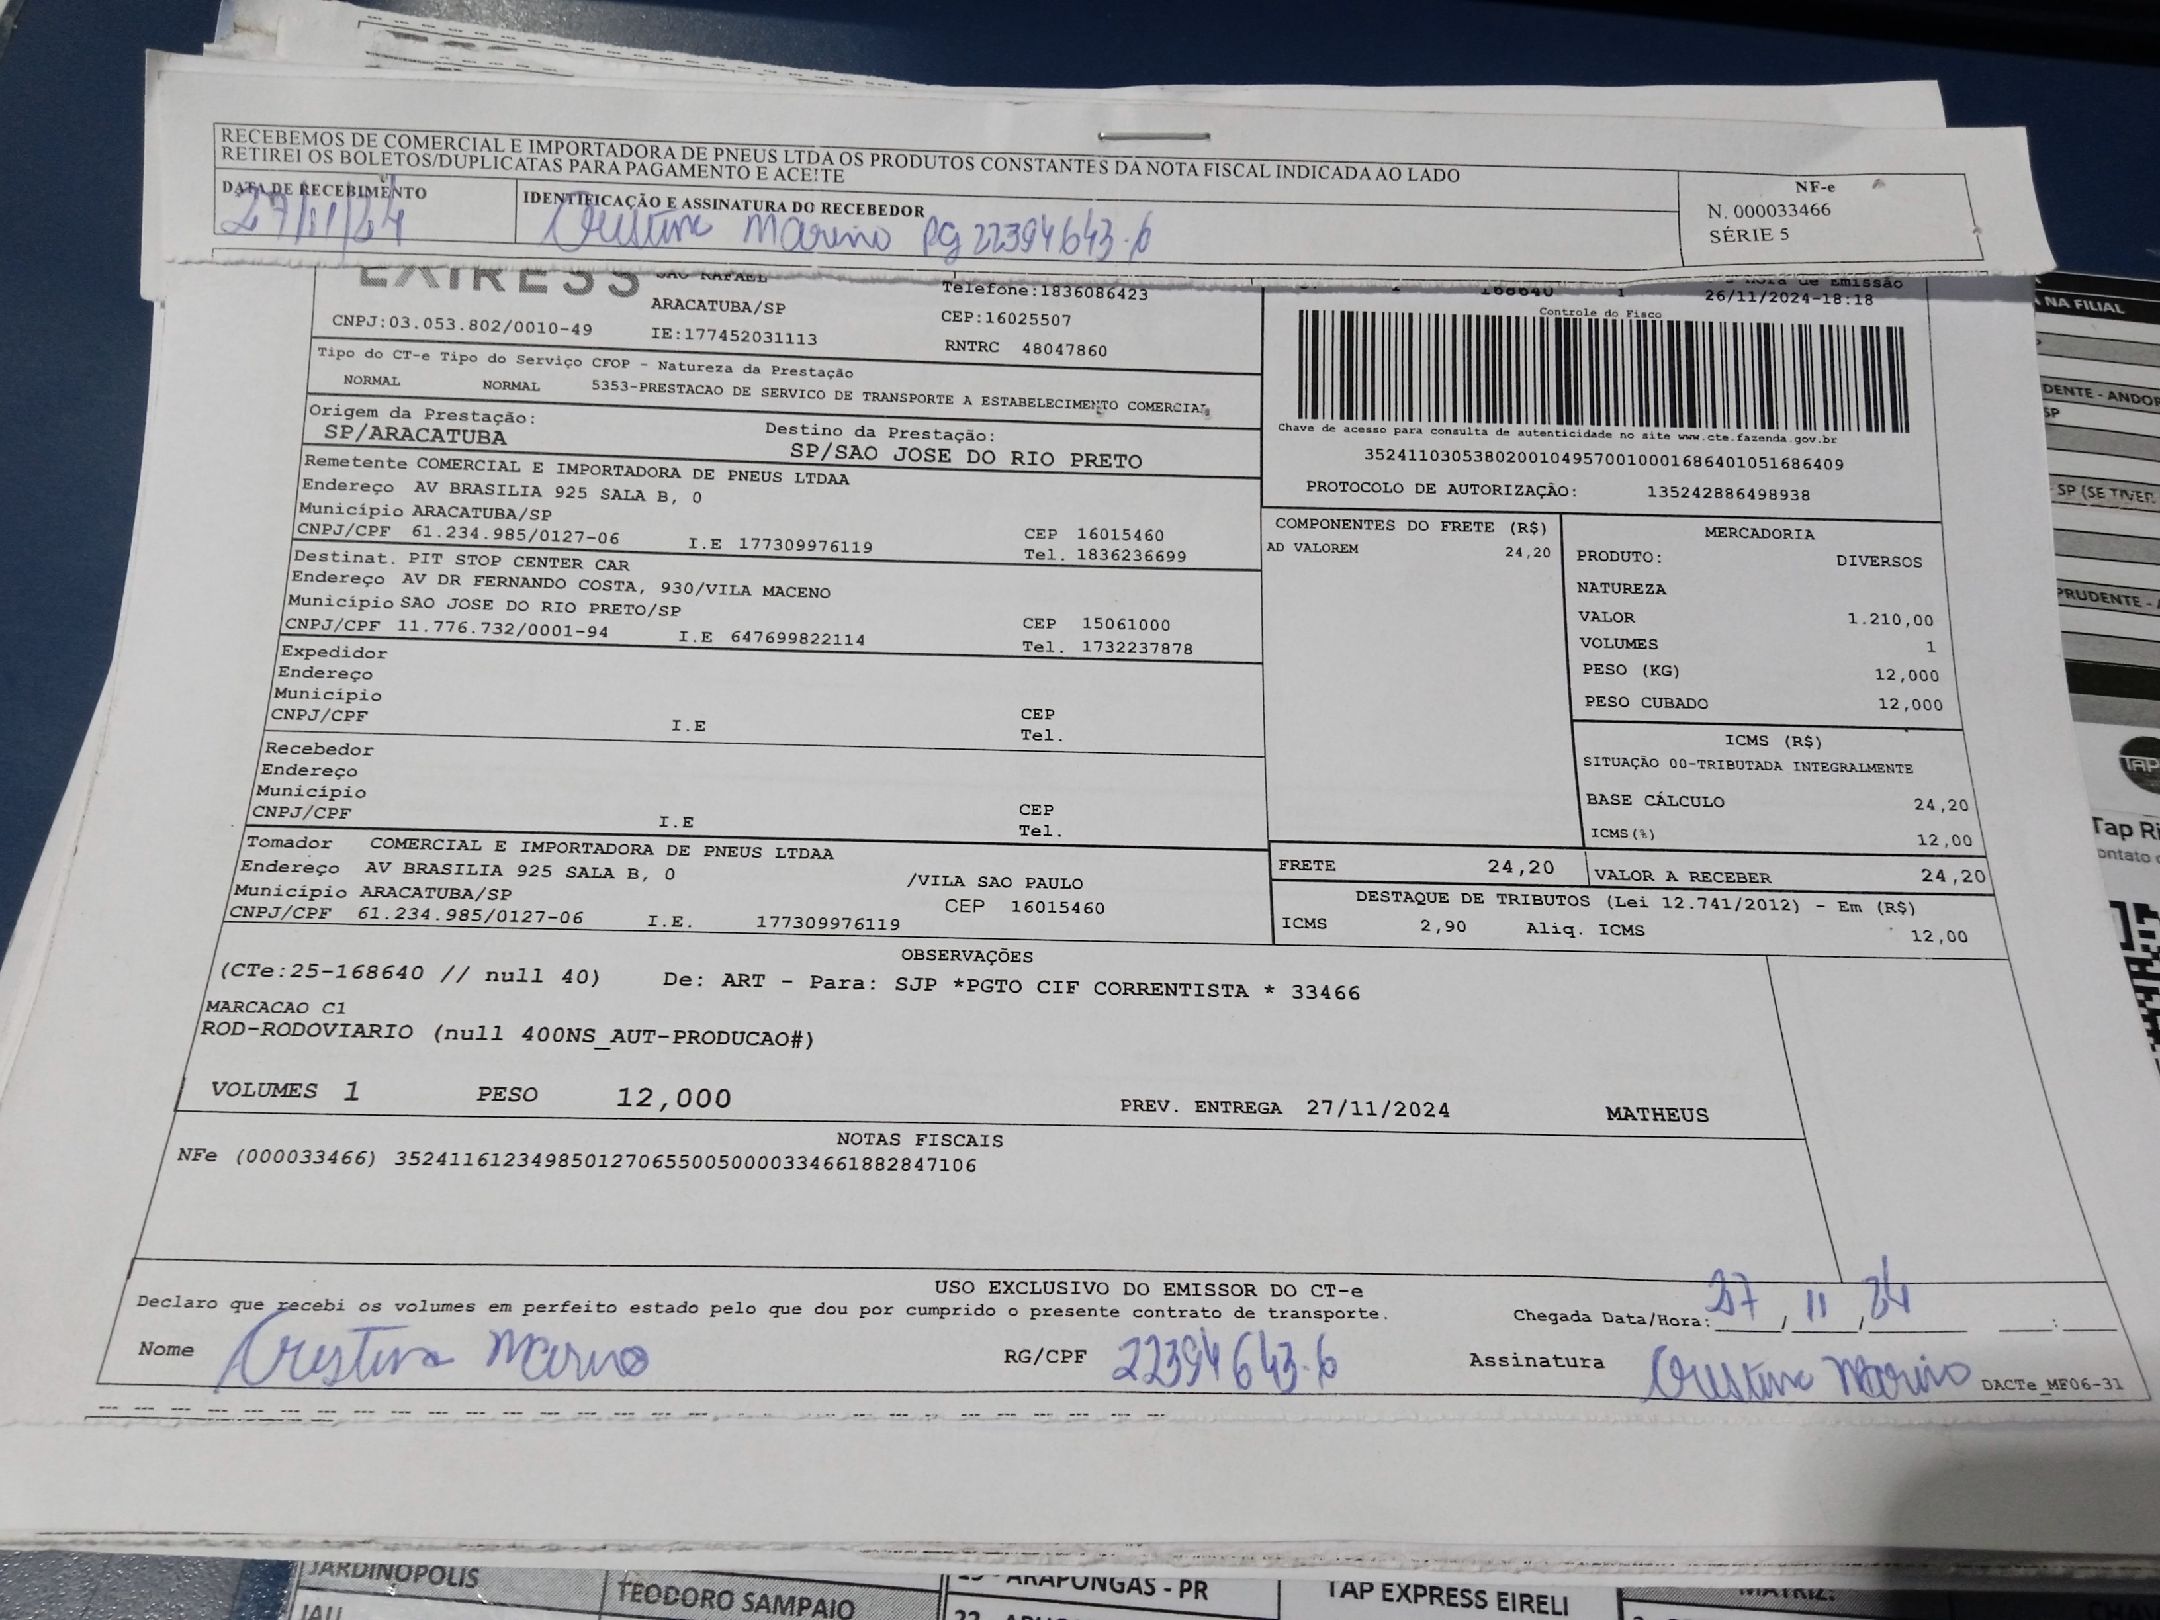 RECEBEMOS DE COMERCIAL E IMPORTADORA DE PNEUS LTDA OS PRODUTOS CONSTANTES DA NOTA FISCAL INDICADA AO LADO
RETIREI OS BOLETOS/DUPLICATAS PARA PAGAMENTO E ACEITE
DATA DE RECEBIMENTO
27/11/24
IDENTIFICAÇÃO E ASSINATURA DO RECEBEDOR
Cristina Marino RG 22394643-6
NF-e
N. 000033466
SÉRIE 5
SAO RAFAEL
ARACATUBA/SP
CNPJ:03.053.802/0010-49 IE:177452031113
Telefone:1836086423
CEP:16025507
RNTRC 48047860
168640 1
Hora de Emissão
26/11/2024-18:18
Controle do Fisco
Chave de acesso para consulta de autenticidade no site www.cte.fazenda.gov.br
35241103053802001049570010001686401051686409
PROTOCOLO DE AUTORIZAÇÃO: 135242886498938
Tipo do CT-e Tipo do Serviço CFOP - Natureza da Prestação
NORMAL NORMAL 5353-PRESTACAO DE SERVICO DE TRANSPORTE A ESTABELECIMENTO COMERCIAL
Origem da Prestação: Destino da Prestação:
SP/ARACATUBA SP/SAO JOSE DO RIO PRETO
Remetente COMERCIAL E IMPORTADORA DE PNEUS LTDAA
Endereço AV BRASILIA 925 SALA B, 0
Município ARACATUBA/SP CEP 16015460
CNPJ/CPF 61.234.985/0127-06 I.E 177309976119 Tel. 1836236699
Destinat. PIT STOP CENTER CAR
Endereço AV DR FERNANDO COSTA, 930/VILA MACENO
Município SAO JOSE DO RIO PRETO/SP CEP 15061000
CNPJ/CPF 11.776.732/0001-94 I.E 647699822114 Tel. 1732237878
Expedidor
Endereço
Município CEP
CNPJ/CPF I.E Tel.
Recebedor
Endereço
Município CEP
CNPJ/CPF I.E Tel.
Tomador COMERCIAL E IMPORTADORA DE PNEUS LTDAA
Endereço AV BRASILIA 925 SALA B, 0 /VILA SAO PAULO
Município ARACATUBA/SP CEP 16015460
CNPJ/CPF 61.234.985/0127-06 I.E. 177309976119
COMPONENTES DO FRETE (R$)
AD VALOREM 24,20
MERCADORIA
PRODUTO: DIVERSOS
NATUREZA
VALOR 1.210,00
VOLUMES 1
PESO (KG) 12,000
PESO CUBADO 12,000
ICMS (R$)
SITUAÇÃO 00-TRIBUTADA INTEGRALMENTE
BASE CÁLCULO 24,20
ICMS(%) 12,00
FRETE 24,20 VALOR A RECEBER 24,20
DESTAQUE DE TRIBUTOS (Lei 12.741/2012) - Em (R$)
ICMS 2,90 Aliq. ICMS 12,00
OBSERVAÇÕES
(CTe:25-168640 // null 40) De: ART - Para: SJP *PGTO CIF CORRENTISTA * 33466
MARCACAO C1
ROD-RODOVIARIO (null 400NS_AUT-PRODUCAO#)
VOLUMES 1 PESO 12,000 PREV. ENTREGA 27/11/2024 MATHEUS
NOTAS FISCAIS
NFe (000033466) 35241161234985012706550050000334661882847106
USO EXCLUSIVO DO EMISSOR DO CT-e
Declaro que recebi os volumes em perfeito estado pelo que dou por cumprido o presente contrato de transporte.
Chegada Data/Hora: 27/11/24 :
Nome Cristina Marino RG/CPF 22394643-6 Assinatura Cristina Marino
DACTe_MF06-31
NA FILIAL
SP
SP (SE TIVER
JARDINOPOLIS
JAU
TEODORO SAMPAIO
ARAPONGAS - PR
22
TAP EXPRESS EIRELI
MATRIZ:
TAP